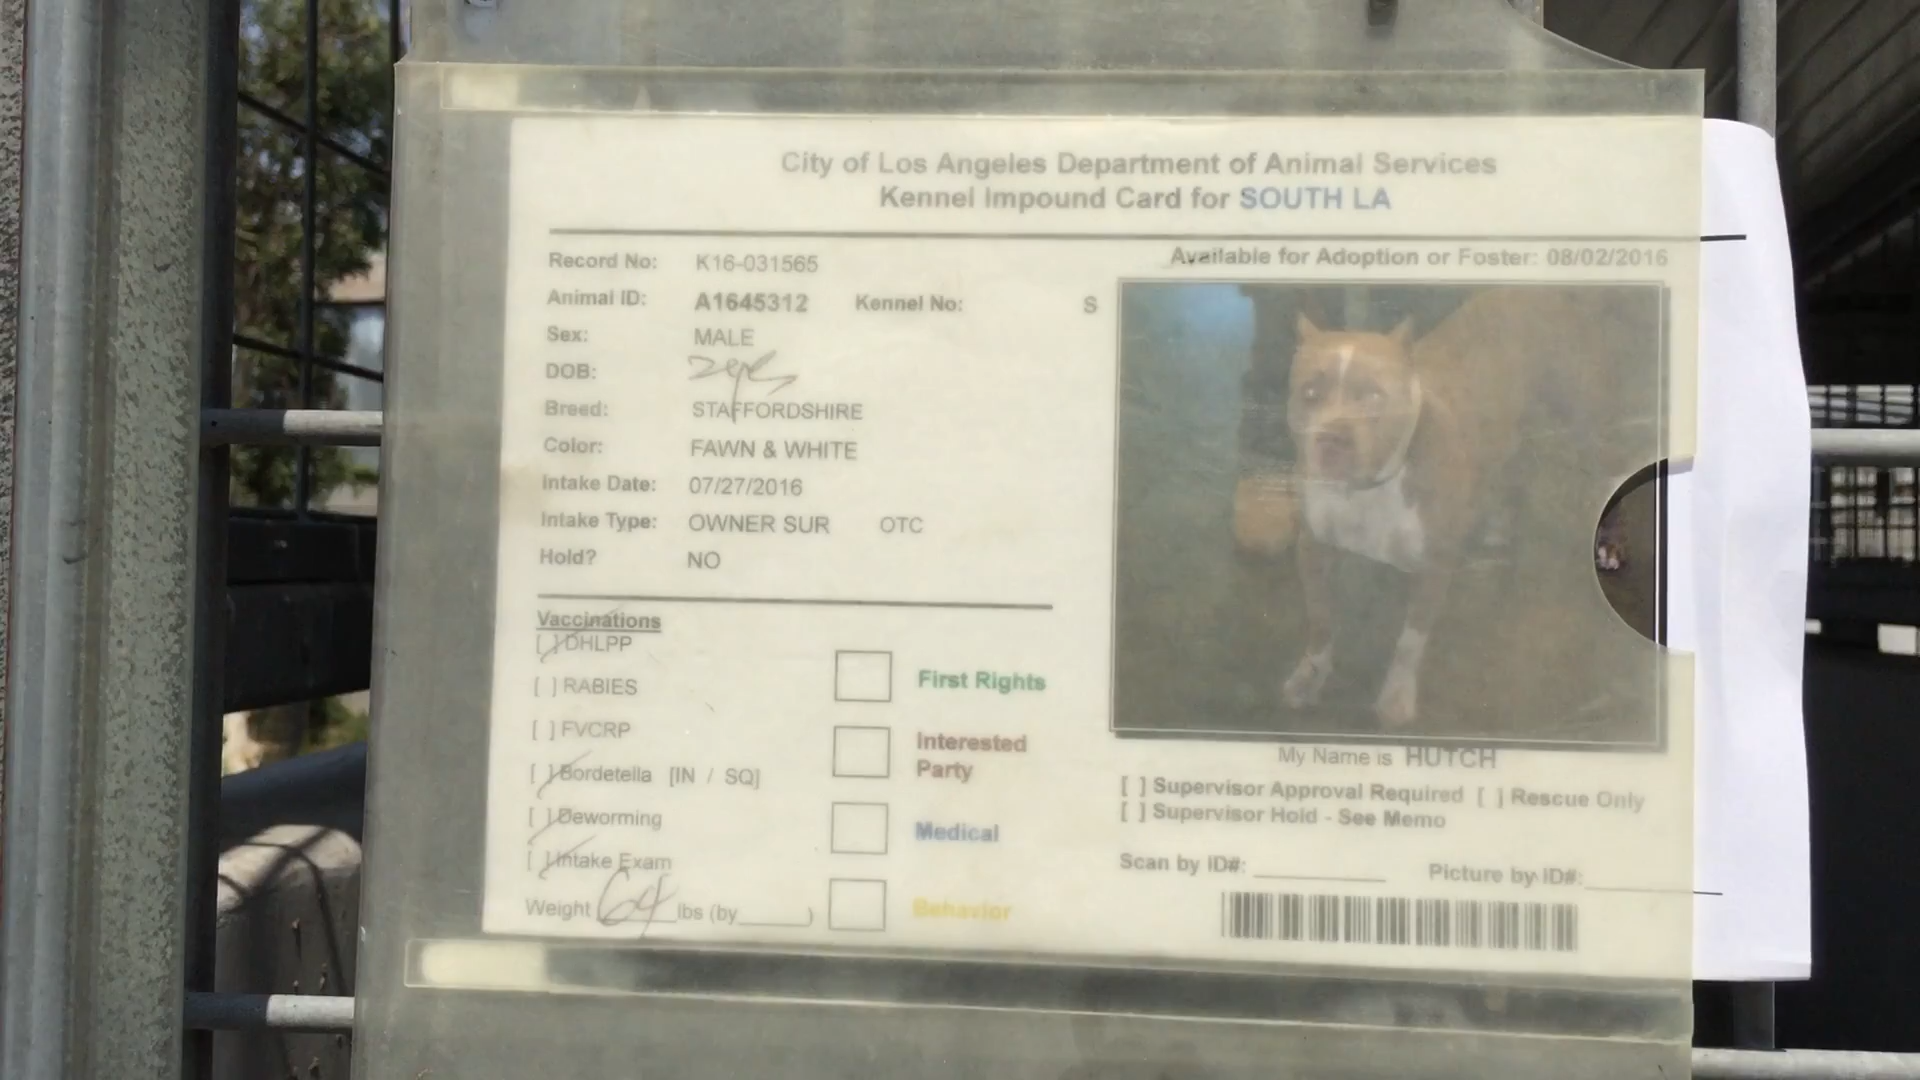 City of Los Angeles Department of Animal Services
Kennel Impound Card for SOUTH LA
Available for Adoption or Foster: 08/02/2016
Record No: K16-031565
Animal ID: A1645312 Kennel No: S
Sex: MALE
DOB:
Breed: STAFFORDSHIRE
Color: FAWN & WHITE
Intake Date: 07/27/2016
Intake Type: OWNER SUR OTC
Hold? NO
Vaccinations
[ ] DHLPP
[ ] RABIES
[ ] FVCRP
[ ] Bordetella [IN / SQ]
[ ] Deworming
[ ] Intake Exam
Weight 64 lbs (by______)
First Rights
Interested
Party
Medical
Behavior
My Name is HUTCH
[ ] Supervisor Approval Required [ ] Rescue Only
[ ] Supervisor Hold - See Memo
Scan by ID#: __________ Picture by ID#: __________